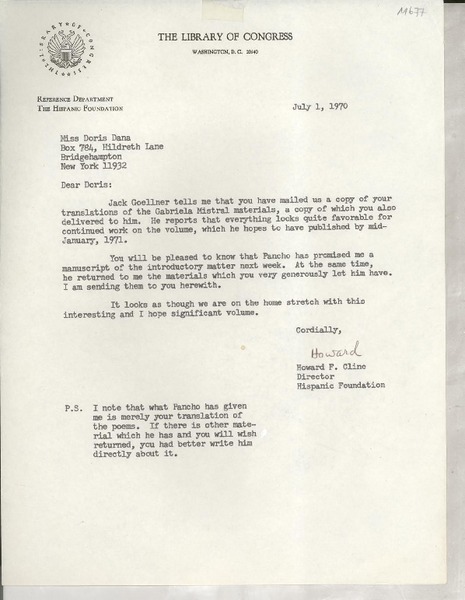 11677
THE LIBRARY OF CONGRESS
THE LIBRARY OF CONGRESS
WASHINGTON, D. C. 20540
REFERENCE DEPARTMENT
THE HISPANIC FOUNDATION
July 1, 1970
Miss Doris Dana
Box 784, Hildreth Lane
Bridgehampton
New York 11932
Dear Doris:
Jack Goellner tells me that you have mailed us a copy of your
translations of the Gabriela Mistral materials, a copy of which you also
delivered to him. He reports that everything looks quite favorable for
continued work on the volume, which he hopes to have published by mid-
January, 1971.
You will be pleased to know that Pancho has promised me a
manuscript of the introductory matter next week. At the same time,
he returned to me the materials which you very generously let him have.
I am sending them to you herewith.
It looks as though we are on the home stretch with this
interesting and I hope significant volume.
Cordially,
Howard
Howard F. Cline
Director
Hispanic Foundation
P.S. I note that what Pancho has given
me is merely your translation of
the poems. If there is other mate-
rial which he has and you will wish
returned, you had better write him
directly about it.